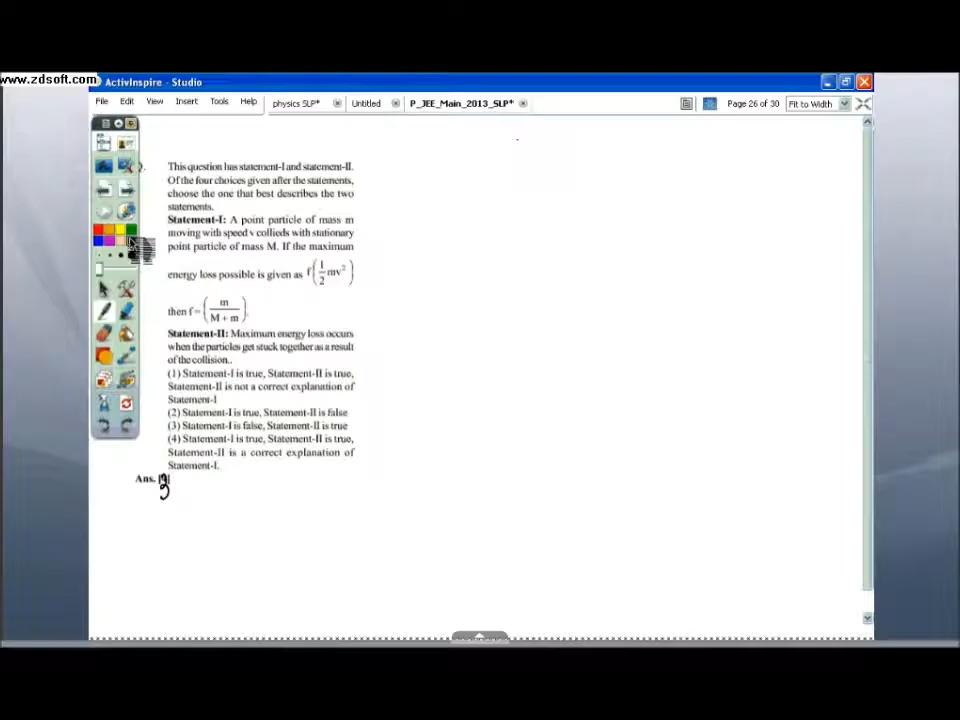 www.zdsoft.com
ActivInspire - Studio
File Edit View Insert Tools Help physics SLP* Untitled P_JEE_Main_2013_SLP* Page 26 of 30 Fit to Width
This question has statement-I and statement-II.
Of the four choices given after the statements,
choose the one that best describes the two
statements.
Statement-I: A point particle of mass m
moving with speed v collieds with stationary
point particle of mass M. If the maximum
energy loss possible is given as f(1/2 mv²)
then f = (m/(M + m)).
Statement-II: Maximum energy loss occurs
when the particles get stuck together as a result
of the collision..
(1) Statement-I is true, Statement-II is true,
Statement-II is not a correct explanation of
Statement-I
(2) Statement-I is true, Statement-II is false
(3) Statement-I is false, Statement-II is true
(4) Statement-I is true, Statement-II is true,
Statement-II is a correct explanation of
Statement-I.
Ans.